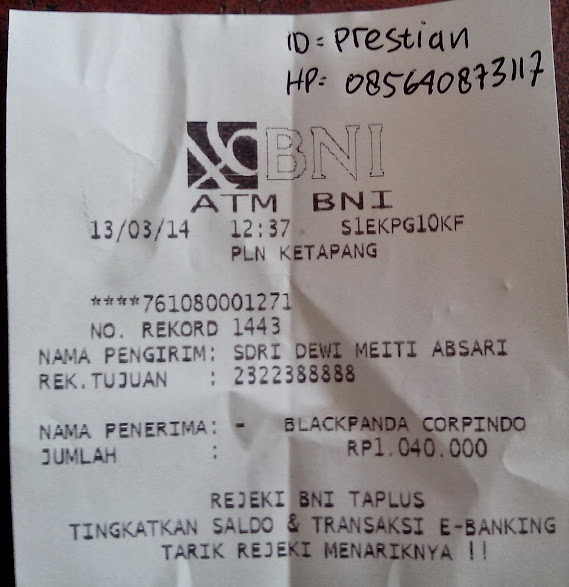 ID = Prestian
HP = 085640873117
BNI
ATM BNI
13/03/14 12:37 S1EKPG10KF
PLN KETAPANG
****761080001271
NO. REKORD 1443
NAMA PENGIRIM: SDRI DEWI MEITI ABSARI
REK.TUJUAN : 2322388888
NAMA PENERIMA: - BLACKPANDA CORPINDO
JUMLAH : RP1.040.000
REJEKI BNI TAPLUS
TINGKATKAN SALDO & TRANSAKSI E-BANKING
TARIK REJEKI MENARIKNYA !!